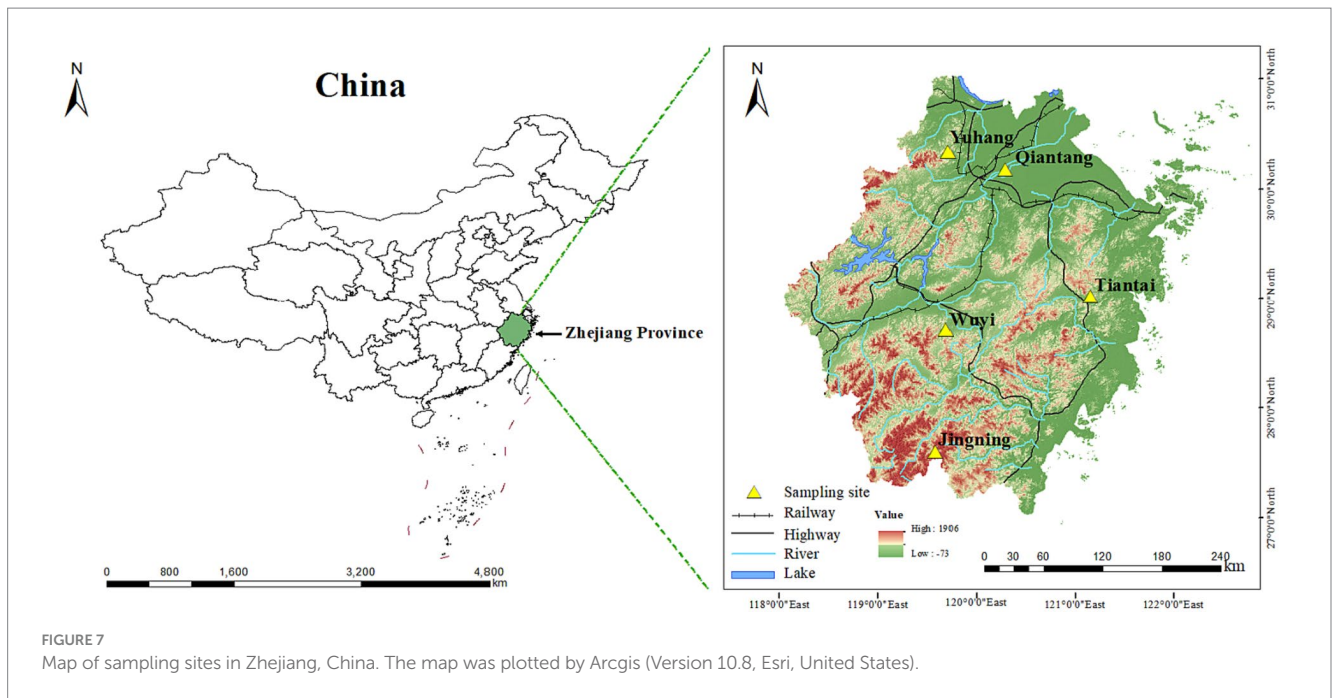 China
N
Zhejiang Province
0 800 1,600 3,200 4,800
km
N
Yuhang
Qiantang
Tiantai
Wuyi
Jingning
Sampling site
Railway
Highway
River
Lake
Value
High : 1906
Low : -73
0 30 60 120 180 240
km
31°0'0"North
30°0'0"North
29°0'0"North
28°0'0"North
27°0'0"North
118°0'0"East 119°0'0"East 120°0'0"East 121°0'0"East 122°0'0"East
FIGURE 7
Map of sampling sites in Zhejiang, China. The map was plotted by Arcgis (Version 10.8, Esri, United States).